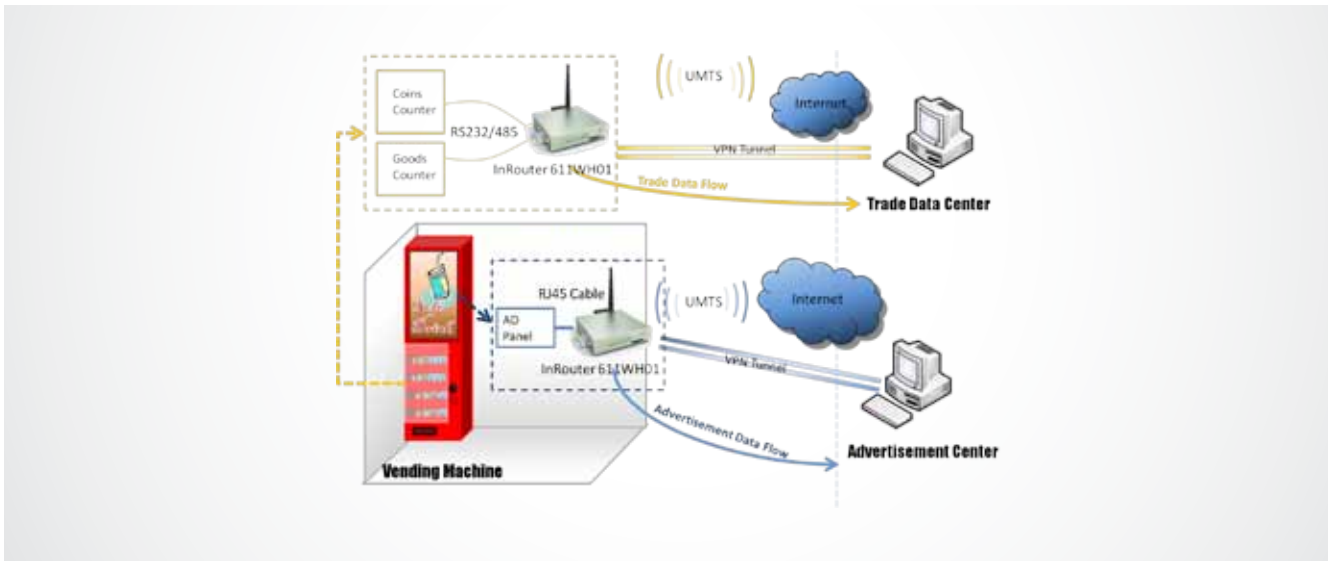 Coins
Counter
RS232/485
Goods
Counter
InRouter 611WH01
UMTS
Internet
VPN Tunnel
Trade Data Flow
Trade Data Center
RJ45 Cable
AD
Panel
InRouter 611WH01
UMTS
Internet
VPN Tunnel
Advertisement Data Flow
Advertisement Center
Vending Machine